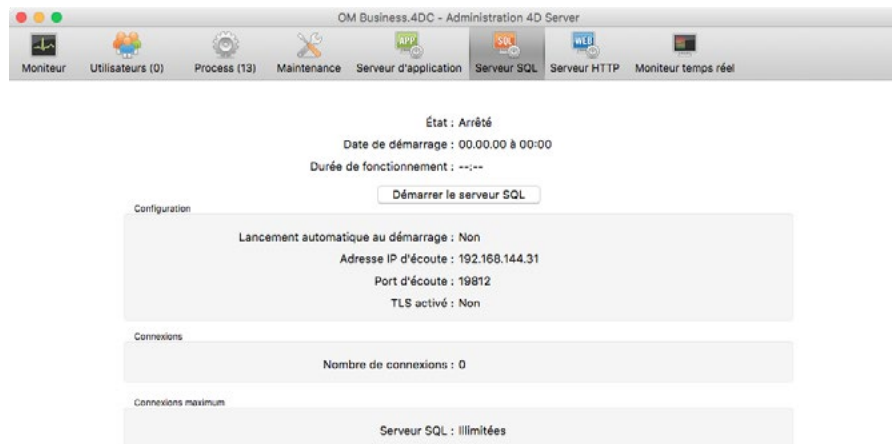 OM Business.4DC - Administration 4D Server
Moniteur
Utilisateurs (0)
Process (13)
Maintenance
API
Serveur d'application
SQL
Serveur SQL
WEB
Serveur HTTP
Moniteur temps réel
État : Arrêté
Date de démarrage : 00.00.00 à 00:00
Durée de fonctionnement : --:--
Démarrer le serveur SQL
Configuration
Lancement automatique au démarrage : Non
Adresse IP d'écoute : 192.168.144.31
Port d'écoute : 19812
TLS activé : Non
Connexions
Nombre de connexions : 0
Connexions maximum
Serveur SQL : Illimitées